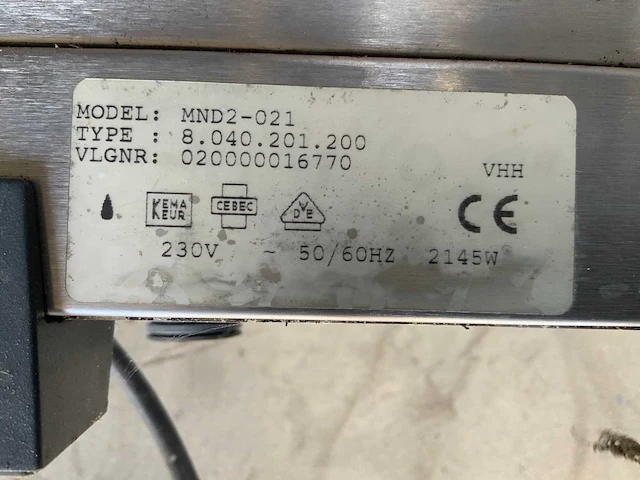 MODEL: MND2-021
TYPE : 8.040.201.200
VLGNR: 020000016770
VHH
KEMA KEUR
CEBEC
VDE
CE
230V ~ 50/60HZ 2145W